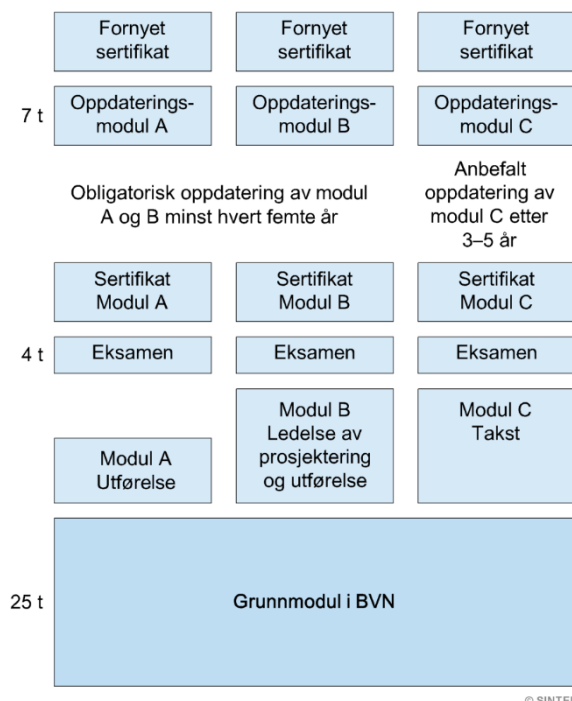 Fornyet
sertifikat
Fornyet
sertifikat
Fornyet
sertifikat
7 t
Oppdaterings-
modul A
Oppdaterings-
modul B
Oppdaterings-
modul C
Obligatorisk oppdatering av modul
A og B minst hvert femte år
Anbefalt
oppdatering av
modul C etter
3–5 år
Sertifikat
Modul A
Sertifikat
Modul B
Sertifikat
Modul C
4 t
Eksamen
Eksamen
Eksamen
Modul A
Utførelse
Modul B
Ledelse av
prosjektering
og utførelse
Modul C
Takst
25 t
Grunnmodul i BVN